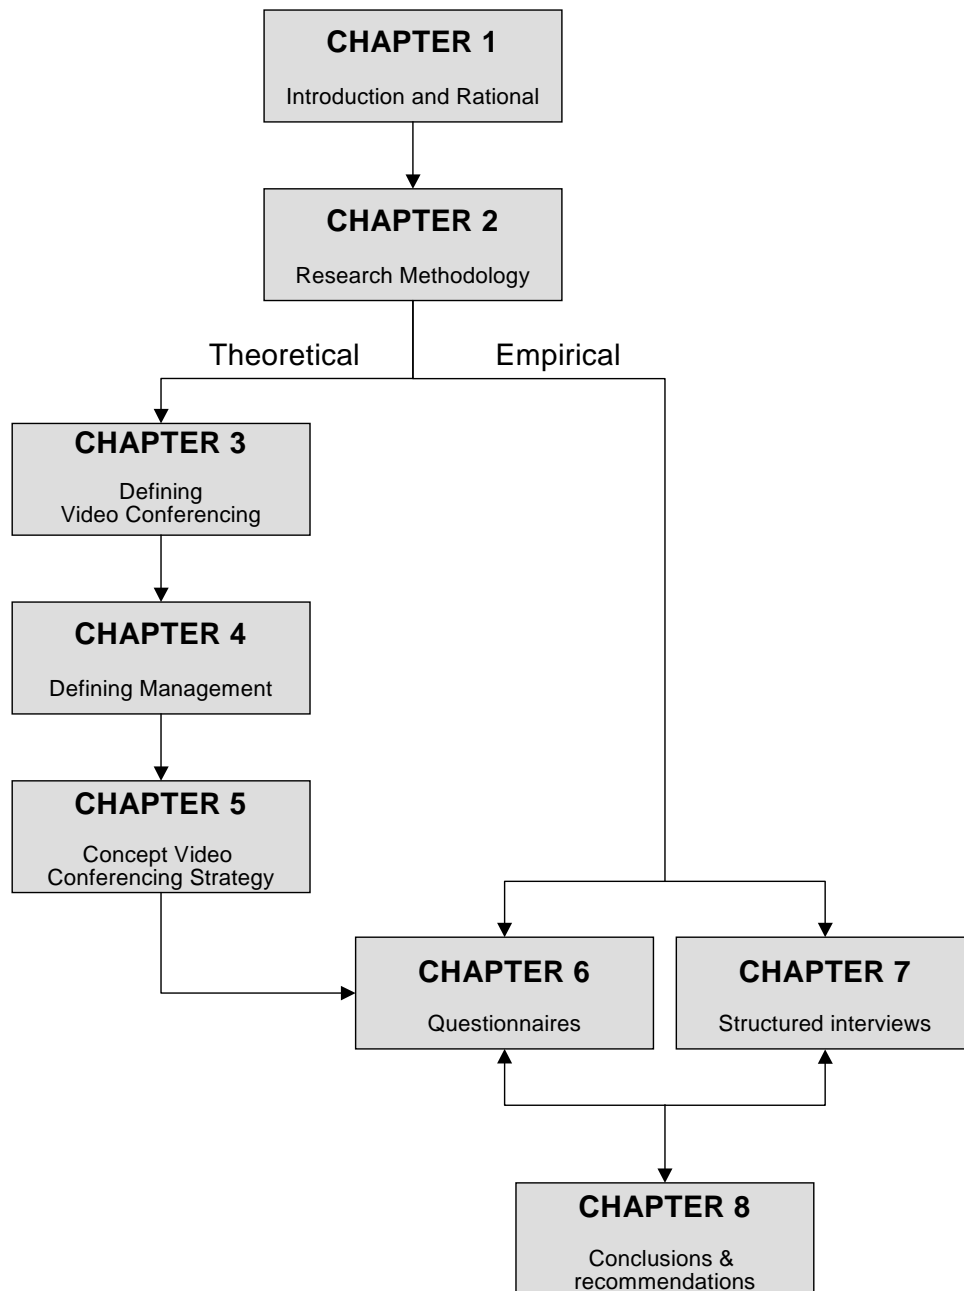 CHAPTER 1
Introduction and Rational
CHAPTER 2
Research Methodology
Theoretical
Empirical
CHAPTER 3
Defining
Video Conferencing
CHAPTER 4
Defining Management
CHAPTER 5
Concept Video
Conferencing Strategy
CHAPTER 6
Questionnaires
CHAPTER 7
Structured interviews
CHAPTER 8
Conclusions &
recommendations